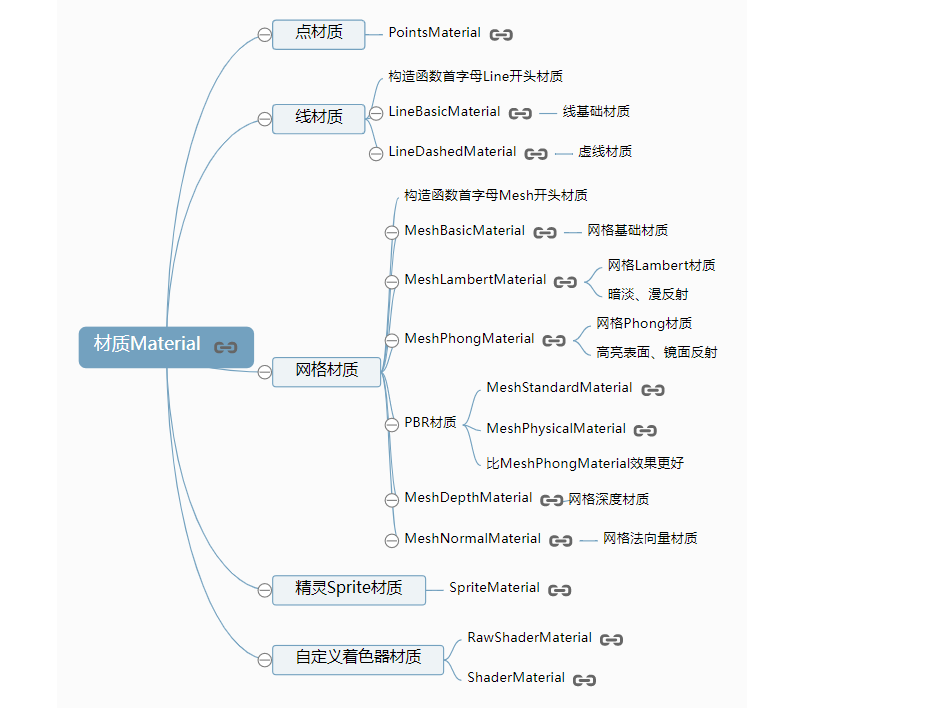 点材质
PointsMaterial
构造函数首字母Line开头材质
线材质
LineBasicMaterial
线基础材质
LineDashedMaterial
虚线材质
构造函数首字母Mesh开头材质
MeshBasicMaterial
网格基础材质
网格Lambert材质
MeshLambertMaterial
暗淡、漫反射
网格Phong材质
MeshPhongMaterial
高亮表面、镜面反射
材质Material
网格材质
MeshStandardMaterial
PBR材质
MeshPhysicalMaterial
比MeshPhongMaterial效果更好
MeshDepthMaterial
网格深度材质
MeshNormalMaterial
网格法向量材质
精灵Sprite材质
SpriteMaterial
RawShaderMaterial
自定义着色器材质
ShaderMaterial